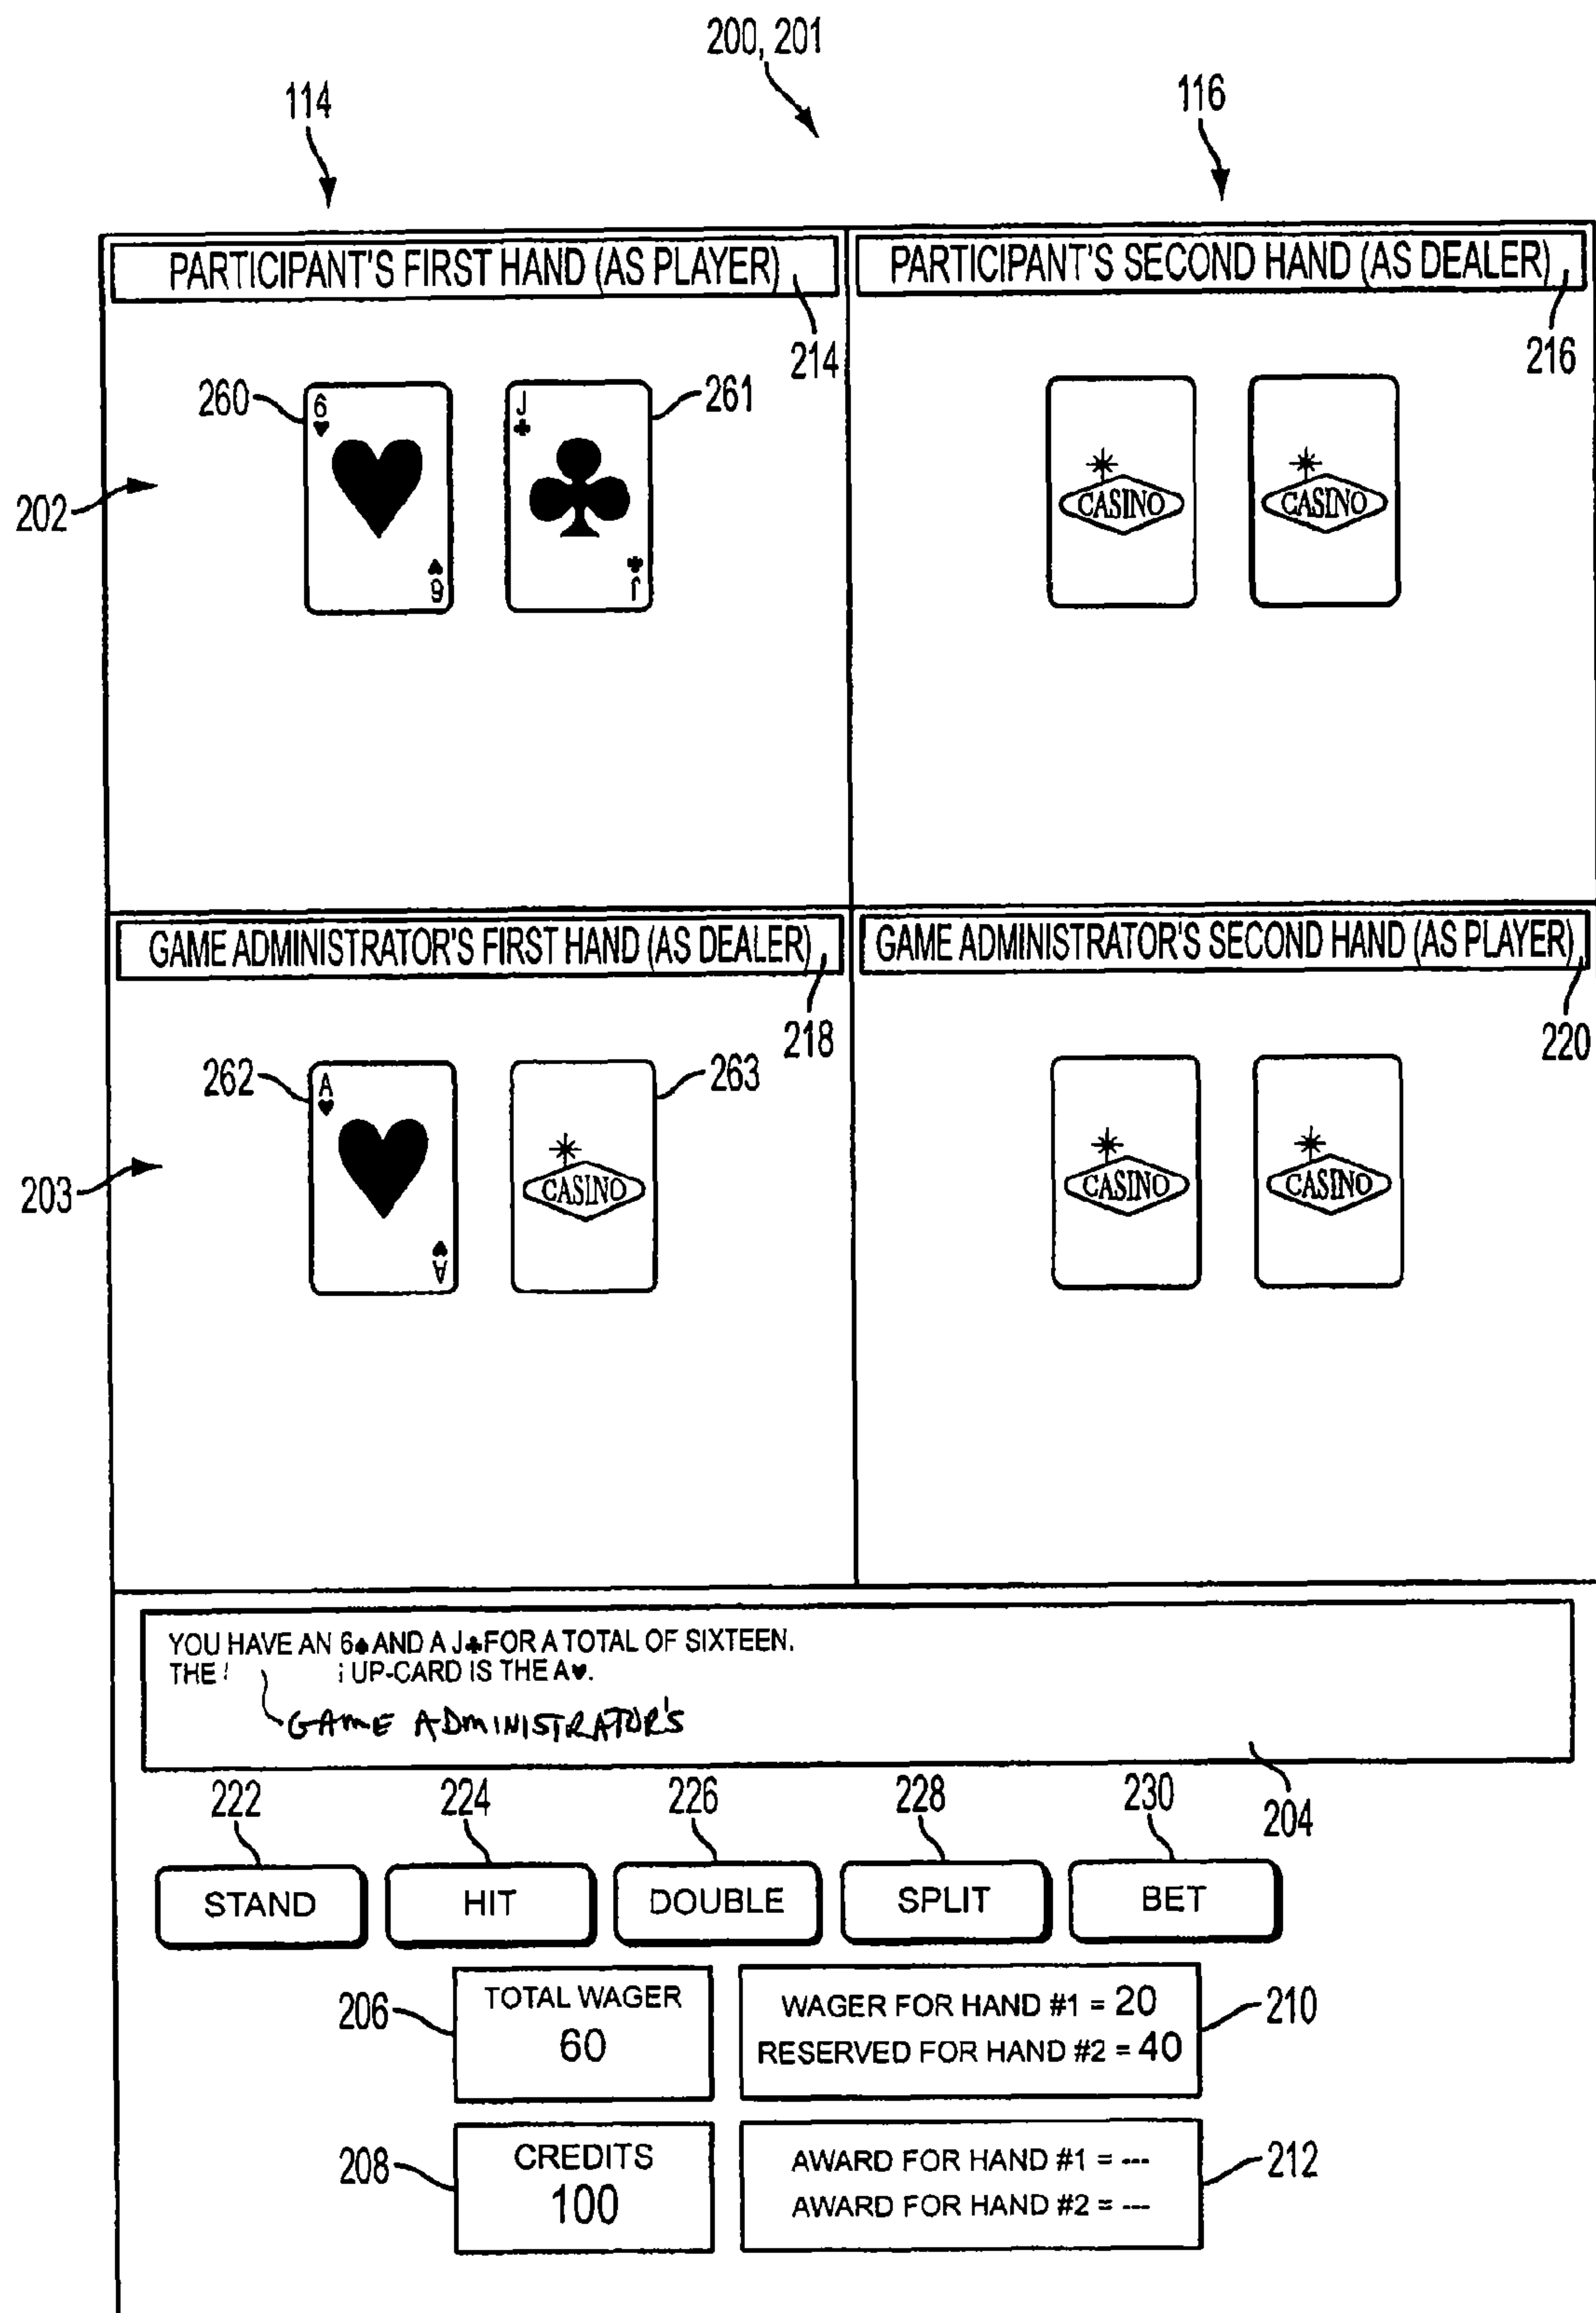 200, 201
114
116
PARTICIPANT'S FIRST HAND (AS PLAYER)
PARTICIPANT'S SECOND HAND (AS DEALER)
214
216
260
6♥
6♥
J♣
J♣
261
CASINO
CASINO
202
GAME ADMINISTRATOR'S FIRST HAND (AS DEALER)
GAME ADMINISTRATOR'S SECOND HAND (AS PLAYER)
218
220
262
A♥
A♥
263
CASINO
CASINO
CASINO
203
YOU HAVE AN 6♠ AND A J♣ FOR A TOTAL OF SIXTEEN.
THE UP-CARD IS THE A♥.
GAME ADMINISTRATOR'S
204
222
224
226
228
230
STAND
HIT
DOUBLE
SPLIT
BET
206
TOTAL WAGER
60
WAGER FOR HAND #1 = 20
RESERVED FOR HAND #2 = 40
210
208
CREDITS
100
AWARD FOR HAND #1 = ---
AWARD FOR HAND #2 = ---
212